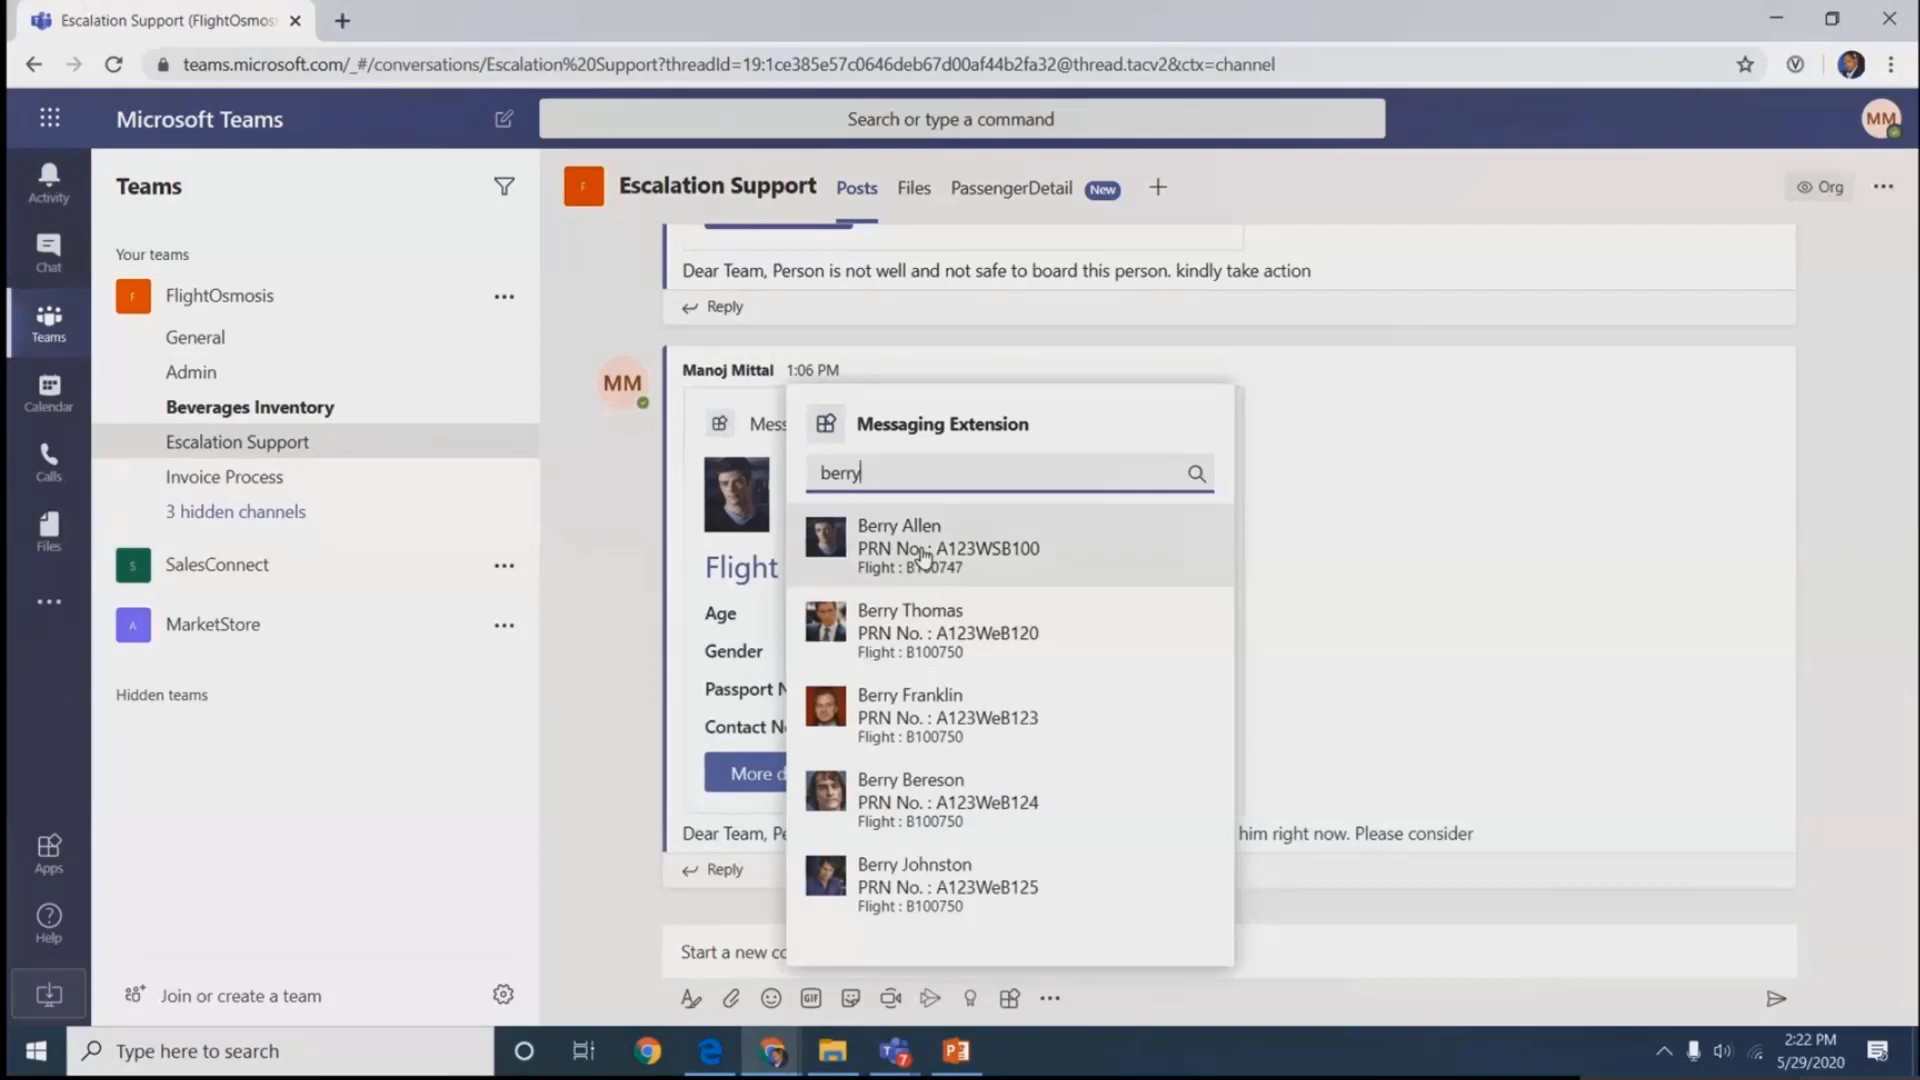 Escalation Support (FlightOsmos
teams.microsoft.com/_#/conversations/Escalation%20Support?threadId=19:1ce385e57c0646deb67d00af44b2fa32@thread.tacv2&ctx=channel
Microsoft Teams
Search or type a command
MM
Activity
Chat
Teams
Calendar
Calls
Files
Apps
Help
Teams
Your teams
F
FlightOsmosis
General
Admin
Beverages Inventory
Escalation Support
Invoice Process
3 hidden channels
S
SalesConnect
A
MarketStore
Hidden teams
Join or create a team
F
Escalation Support
Posts
Files
PassengerDetail
New
Org
Dear Team, Person is not well and not safe to board this person. kindly take action
Reply
MM
Manoj Mittal 1:06 PM
Mess
Flight
Age
Gender
Passport N
Contact N
More d
Dear Team, Pe
him right now. Please consider
Reply
Messaging Extension
berry
Berry Allen
PRN No. : A123WSB100
Flight : B100747
Berry Thomas
PRN No. : A123WeB120
Flight : B100750
Berry Franklin
PRN No. : A123WeB123
Flight : B100750
Berry Bereson
PRN No. : A123WeB124
Flight : B100750
Berry Johnston
PRN No. : A123WeB125
Flight : B100750
Start a new co
GIF
Type here to search
7
2:22 PM
5/29/2020